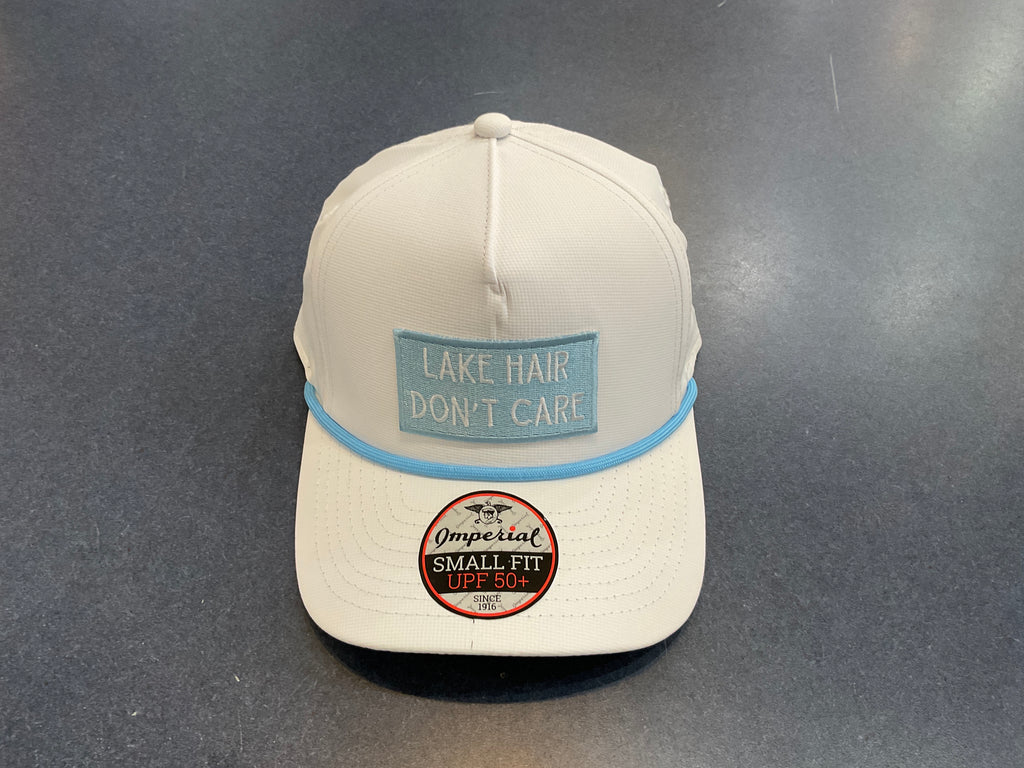 LAKE HAIR
DON'T CARE
Imperial
SMALL FIT
UPF 50+
SINCE
1916